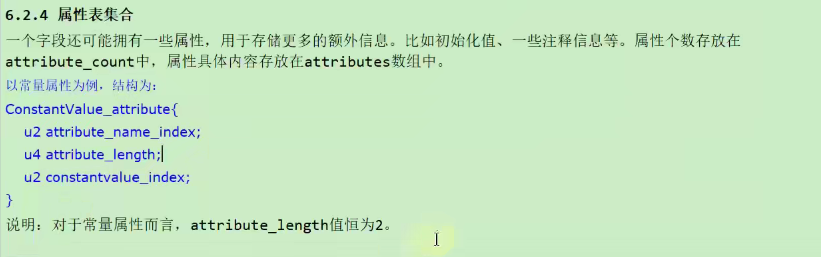 6.2.4 属性表集合
一个字段还可能拥有一些属性，用于存储更多的额外信息。比如初始化值、一些注释信息等。属性个数存放在
attribute_count中，属性具体内容存放在attributes数组中。
以常量属性为例，结构为：
ConstantValue_attribute{
u2 attribute_name_index;
u4 attribute_length;
u2 constantvalue_index;
}
说明：对于常量属性而言，attribute_length值恒为2。